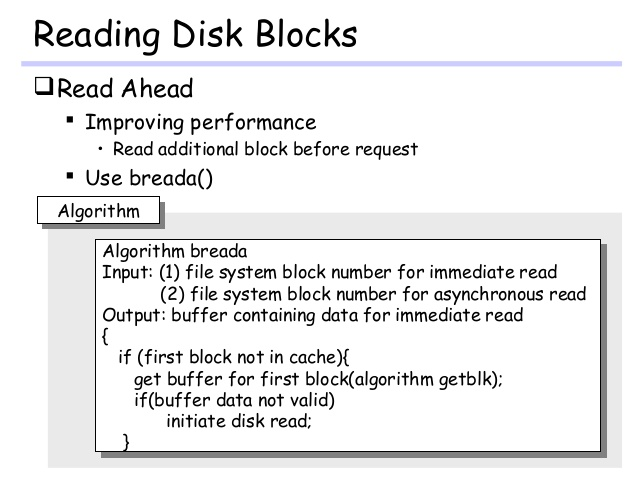 Reading Disk Blocks
❑Read Ahead
▪ Improving performance
• Read additional block before request
▪ Use breada()
Algorithm
Algorithm breada
Input: (1) file system block number for immediate read
(2) file system block number for asynchronous read
Output: buffer containing data for immediate read
{
if (first block not in cache){
get buffer for first block(algorithm getblk);
if(buffer data not valid)
initiate disk read;
}